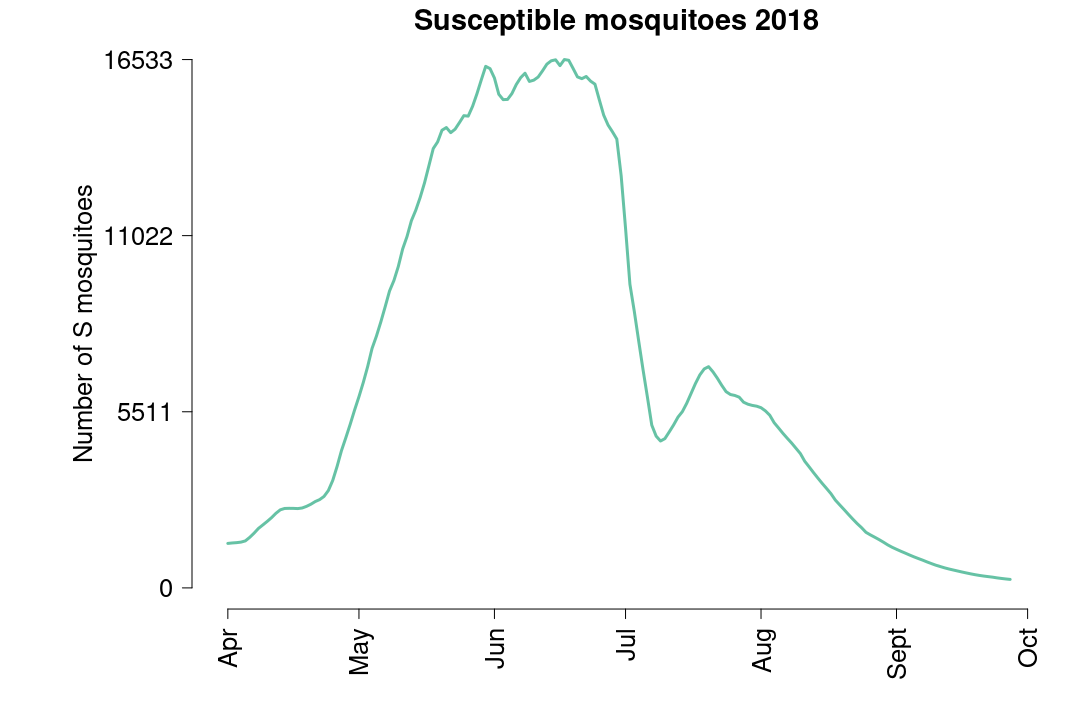 Susceptible mosquitoes 2018
Number of S mosquitoes
16533
11022
5511
0
Apr
May
Jun
Jul
Aug
Sept
Oct